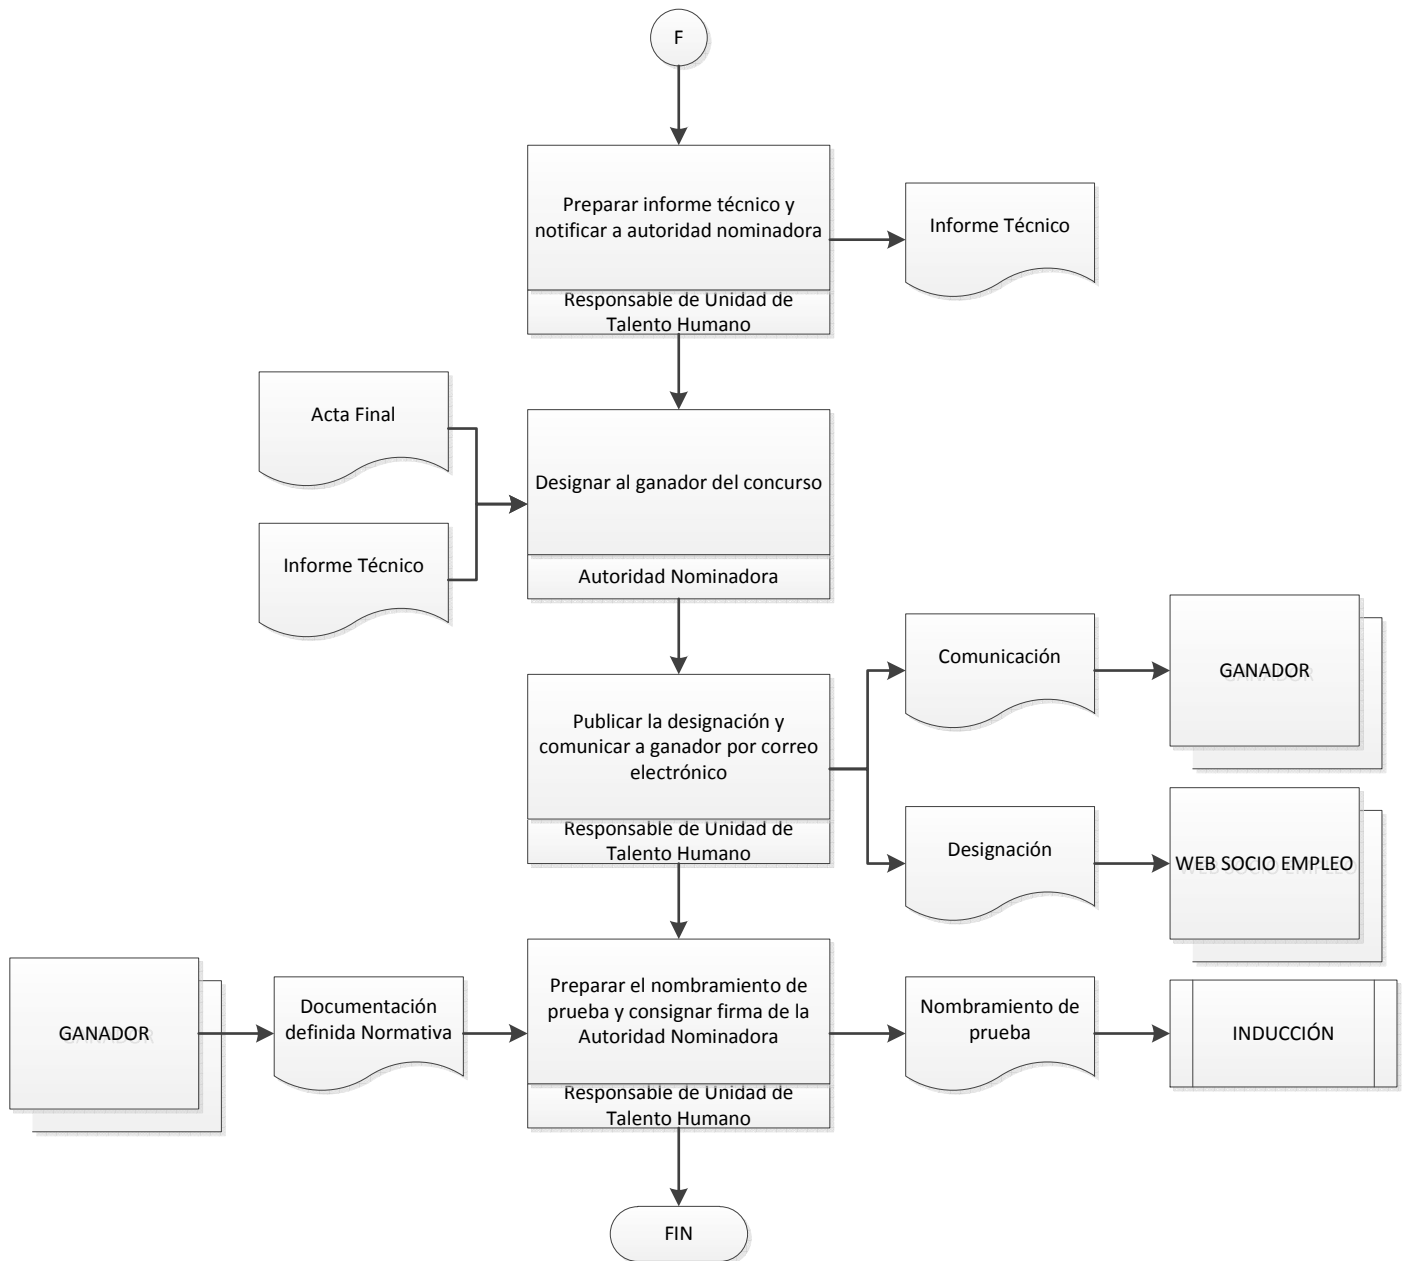 F
Preparar informe técnico y
notificar a autoridad nominadora
Responsable de Unidad de
Talento Humano
Informe Técnico
Acta Final
Informe Técnico
Designar al ganador del concurso
Autoridad Nominadora
Publicar la designación y
comunicar a ganador por correo
electrónico
Responsable de Unidad de
Talento Humano
Comunicación
GANADOR
Designación
WEB SOCIO EMPLEO
GANADOR
Documentación
definida Normativa
Preparar el nombramiento de
prueba y consignar firma de la
Autoridad Nominadora
Responsable de Unidad de
Talento Humano
Nombramiento de
prueba
INDUCCIÓN
FIN